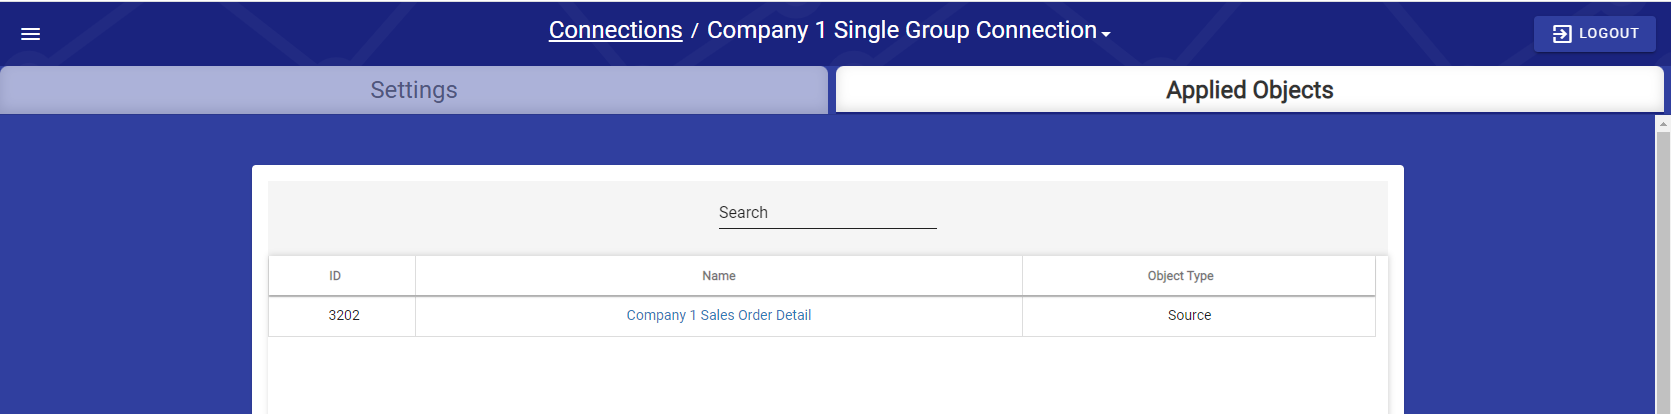 Connections / Company 1 Single Group Connection
LOGOUT
Settings
Applied Objects
Search
ID Name Object Type
3202 Company 1 Sales Order Detail Source